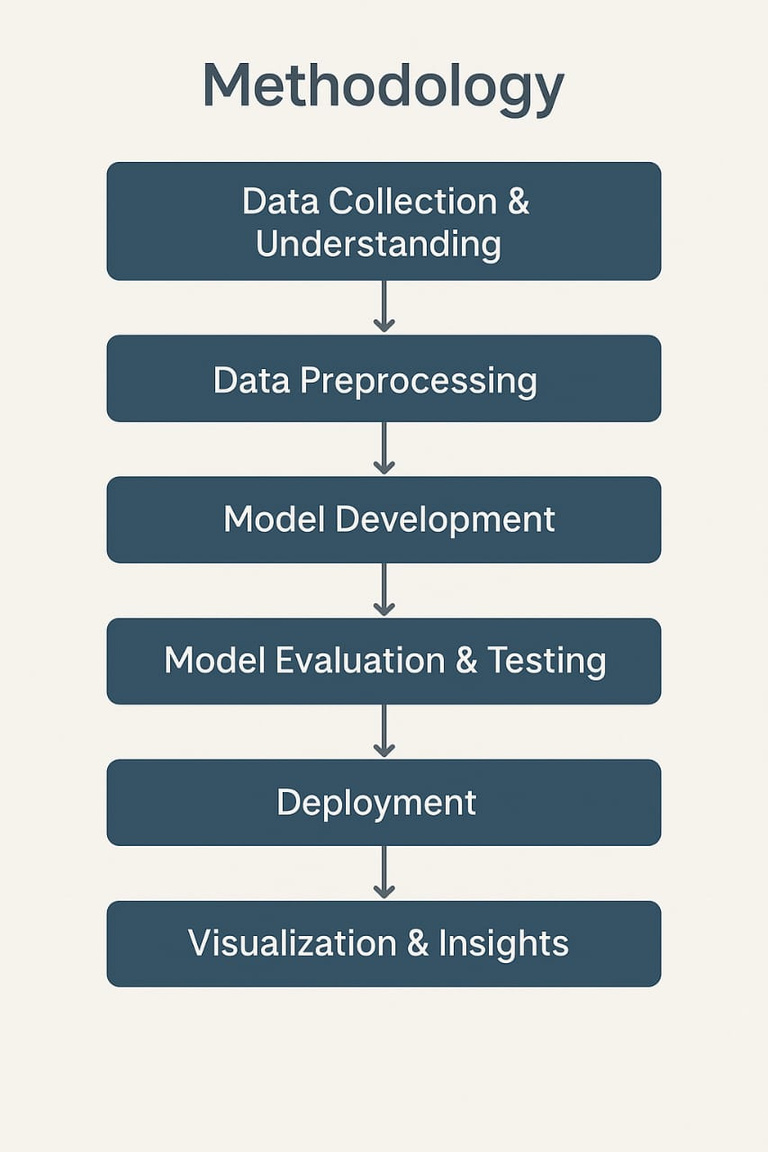 Methodology
Data Collection &
Understanding
Data Preprocessing
Model Development
Model Evaluation & Testing
Deployment
Visualization & Insights